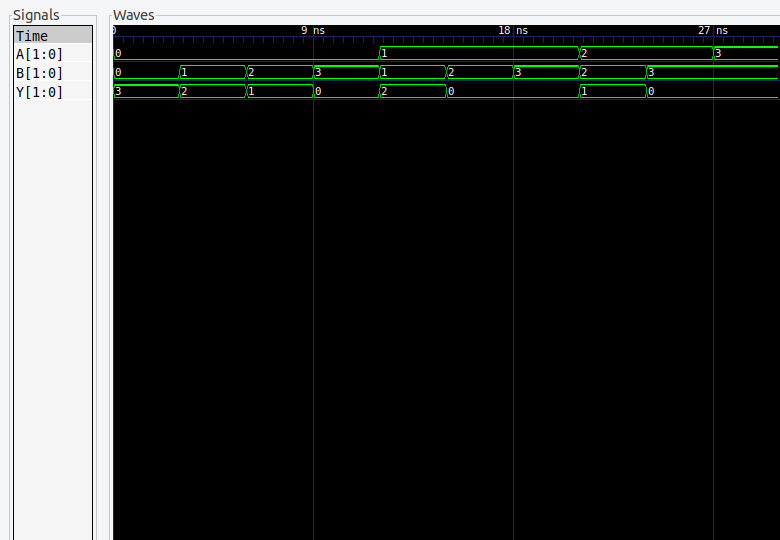 Signals Waves
Time 0 9 ns 18 ns 27 ns
A[1:0] 0 1 2 3
B[1:0] 0 1 2 3 1 2 3 2 3
Y[1:0] 3 2 1 0 2 0 1 0